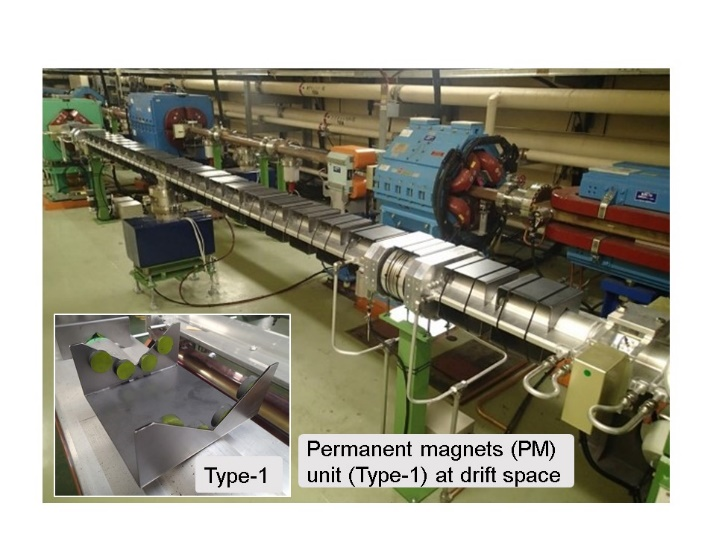 Permanent magnets (PM)
unit (Type-1) at drift space
Type-1